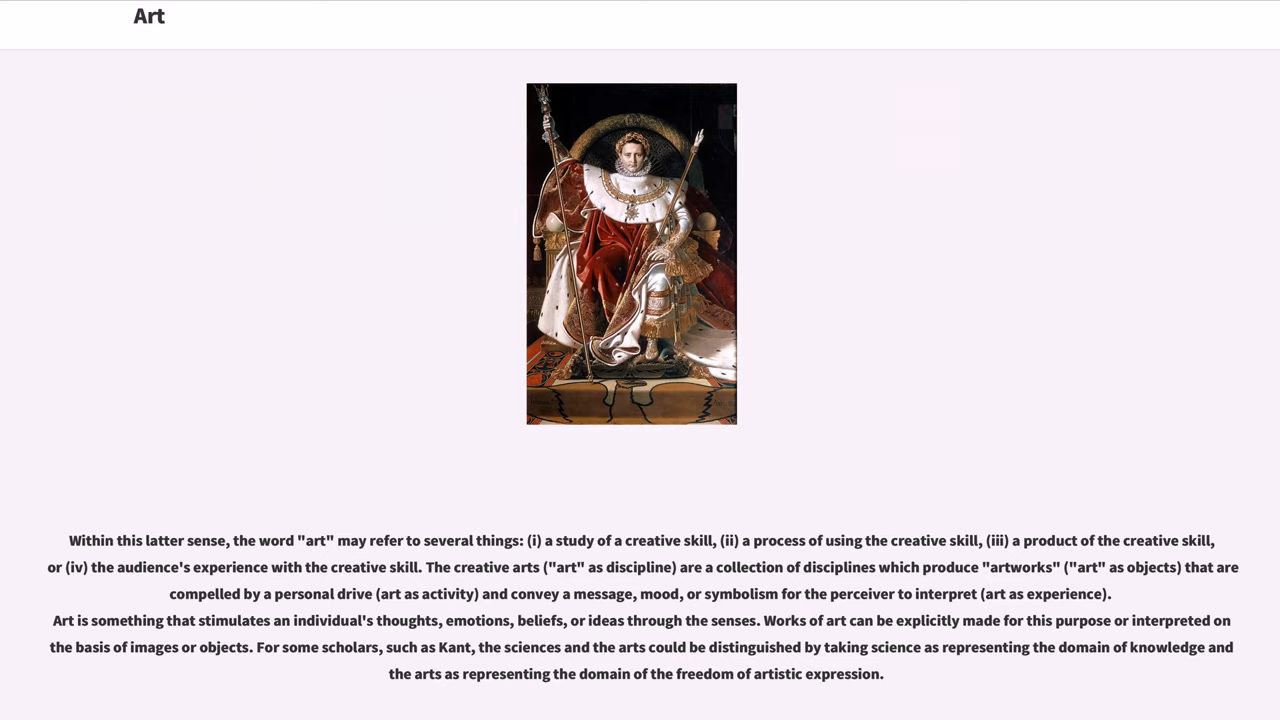 Art
Within this latter sense, the word "art" may refer to several things: (i) a study of a creative skill, (ii) a process of using the creative skill, (iii) a product of the creative skill,
or (iv) the audience's experience with the creative skill. The creative arts ("art" as discipline) are a collection of disciplines which produce "artworks" ("art" as objects) that are
compelled by a personal drive (art as activity) and convey a message, mood, or symbolism for the perceiver to interpret (art as experience).
Art is something that stimulates an individual's thoughts, emotions, beliefs, or ideas through the senses. Works of art can be explicitly made for this purpose or interpreted on
the basis of images or objects. For some scholars, such as Kant, the sciences and the arts could be distinguished by taking science as representing the domain of knowledge and
the arts as representing the domain of the freedom of artistic expression.